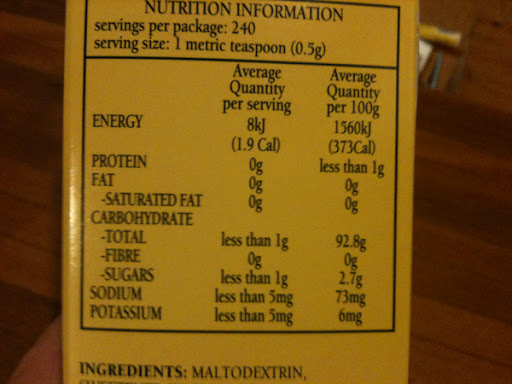 NUTRITION INFORMATION
servings per package: 240
serving size: 1 metric teaspoon (0.5g)
Average Quantity per serving Average Quantity per 100g
ENERGY 8kJ 1560kJ
(1.9 Cal) (373Cal)
PROTEIN 0g less than 1g
FAT 0g 0g
-SATURATED FAT 0g 0g
CARBOHYDRATE
-TOTAL less than 1g 92.8g
-FIBRE 0g 0g
-SUGARS less than 1g 2.7g
SODIUM less than 5mg 73mg
POTASSIUM less than 5mg 6mg
INGREDIENTS: MALTODEXTRIN,